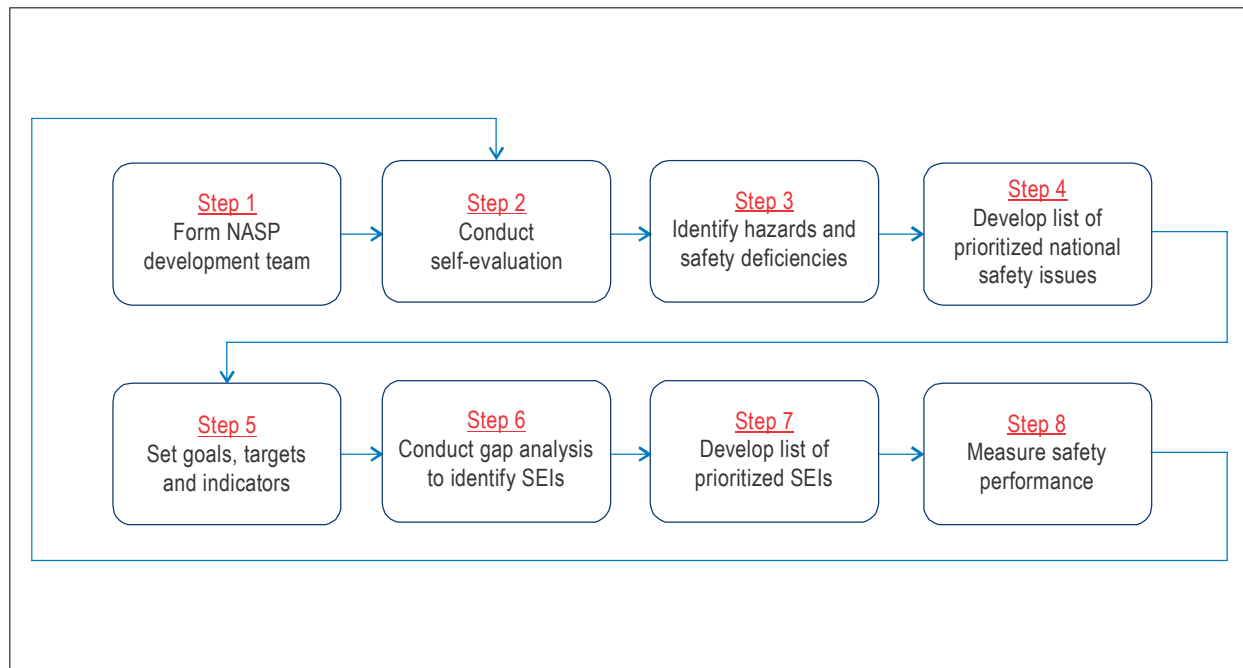 Step 1
Form NASP
development team
Step 2
Conduct
self-evaluation
Step 3
Identify hazards and
safety deficiencies
Step 4
Develop list of
prioritized national
safety issues
Step 5
Set goals, targets
and indicators
Step 6
Conduct gap analysis
to identify SEIs
Step 7
Develop list of
prioritized SEIs
Step 8
Measure safety
performance